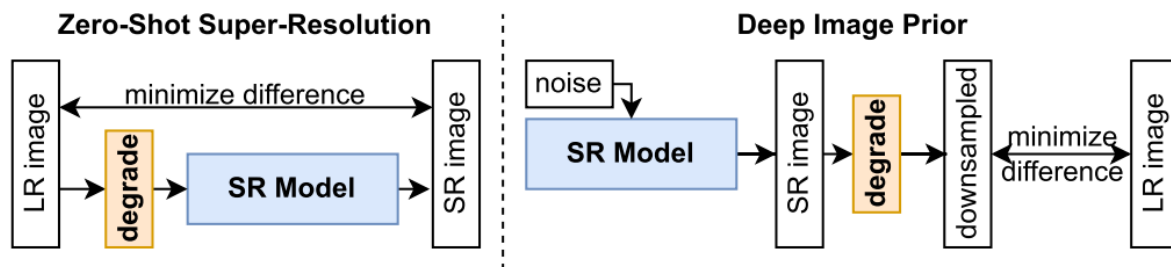 Zero-Shot Super-Resolution
LR image
minimize difference
degrade
SR Model
SR image
Deep Image Prior
noise
SR Model
SR image
degrade
downsampled
minimize
difference
LR image